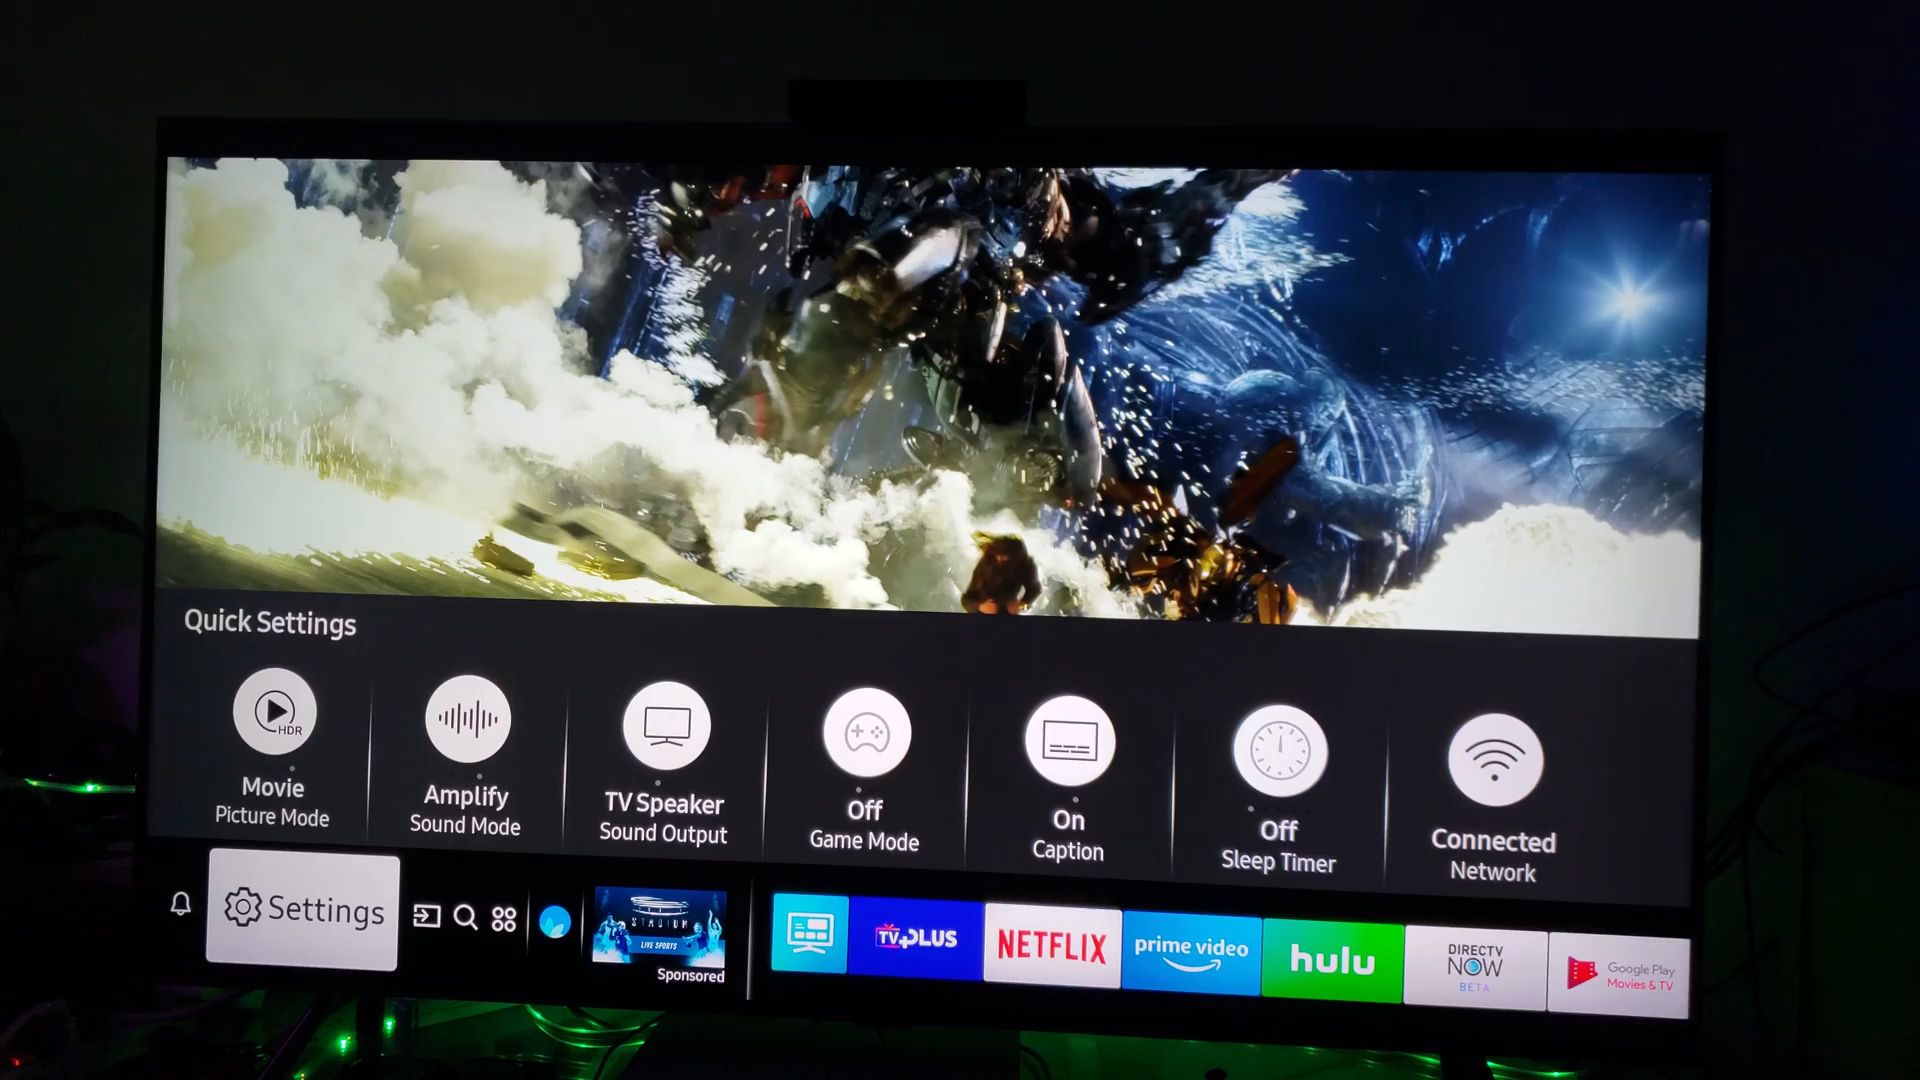 Quick Settings
HDR
Movie
Picture Mode
Amplify
Sound Mode
TV Speaker
Sound Output
Off
Game Mode
On
Caption
Off
Sleep Timer
Connected
Network
Settings
STADIUM
LIVE SPORTS
Sponsored
TV PLUS
NETFLIX
prime video
hulu
DIRECTV
NOW
BETA
Google Play
Movies & TV